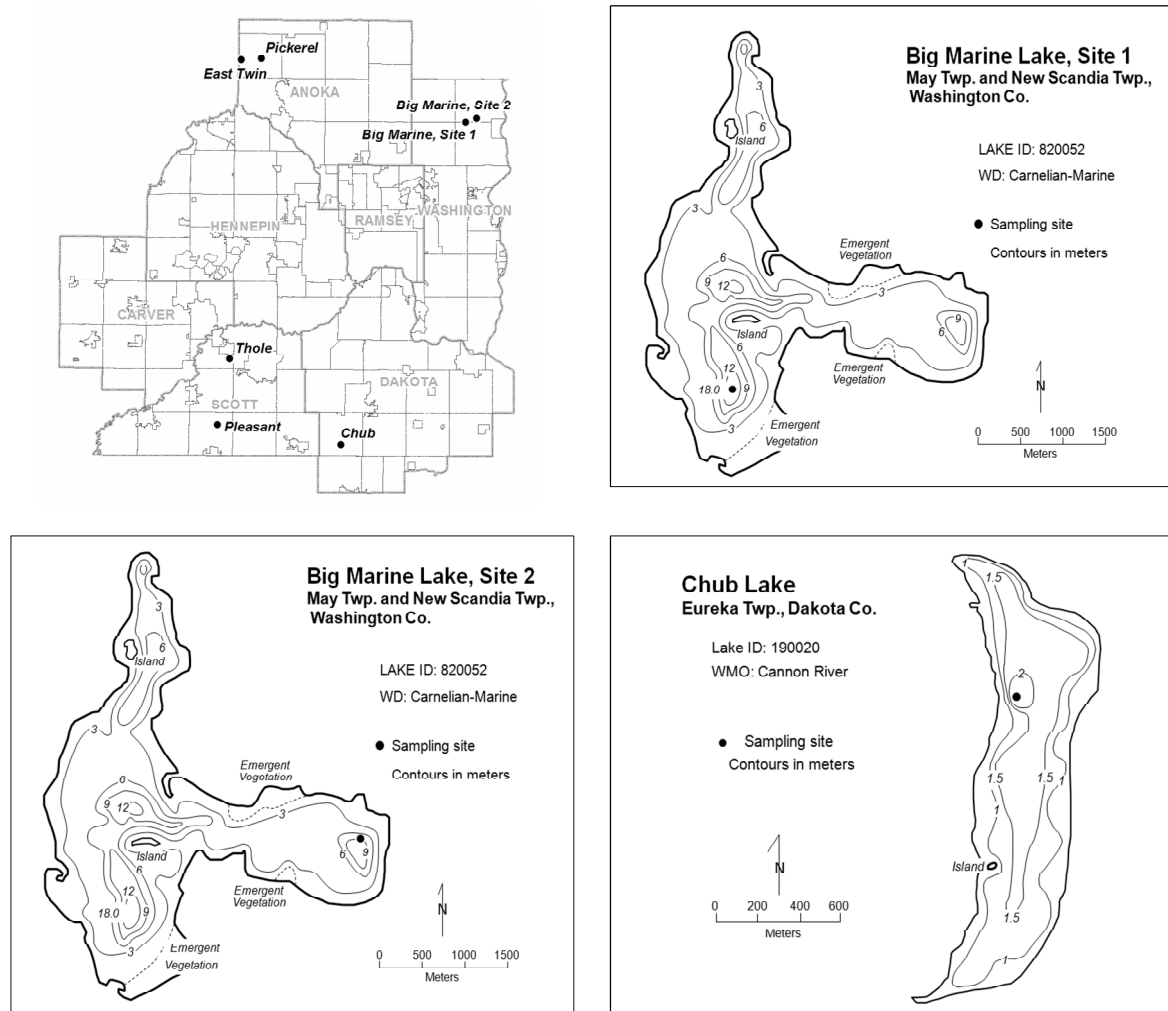 Pickerel
East Twin
ANOKA
Big Marine, Site 2
Big Marine, Site 1
HENNEPIN
RAMSEY
WASHINGTON
CARVER
Thole
DAKOTA
SCOTT
Pleasant
Chub
Big Marine Lake, Site 1
May Twp. and New Scandia Twp.,
Washington Co.
LAKE ID: 820052
WD: Carnelian-Marine
Sampling site
Contours in meters
3
6
Island
3
Emergent
Vegetation
6
9
12
3
Island
9
6
6
12
18.0
9
3
Emergent
Vegetation
Emergent
Vegetation
N
0 500 1000 1500
Meters
Big Marine Lake, Site 2
May Twp. and New Scandia Twp.,
Washington Co.
LAKE ID: 820052
WD: Carnelian-Marine
Sampling site
Contours in meters
3
6
Island
3
Emergent
Vegetation
6
9
12
3
Island
6
9
6
12
18.0
9
3
Emergent
Vegetation
Emergent
Vegetation
N
0 500 1000 1500
Meters
Chub Lake
Eureka Twp., Dakota Co.
Lake ID: 190020
WMO: Cannon River
Sampling site
Contours in meters
1
1.5
2
1.5
1.5
1
1
Island
1.5
1
N
0 200 400 600
Meters